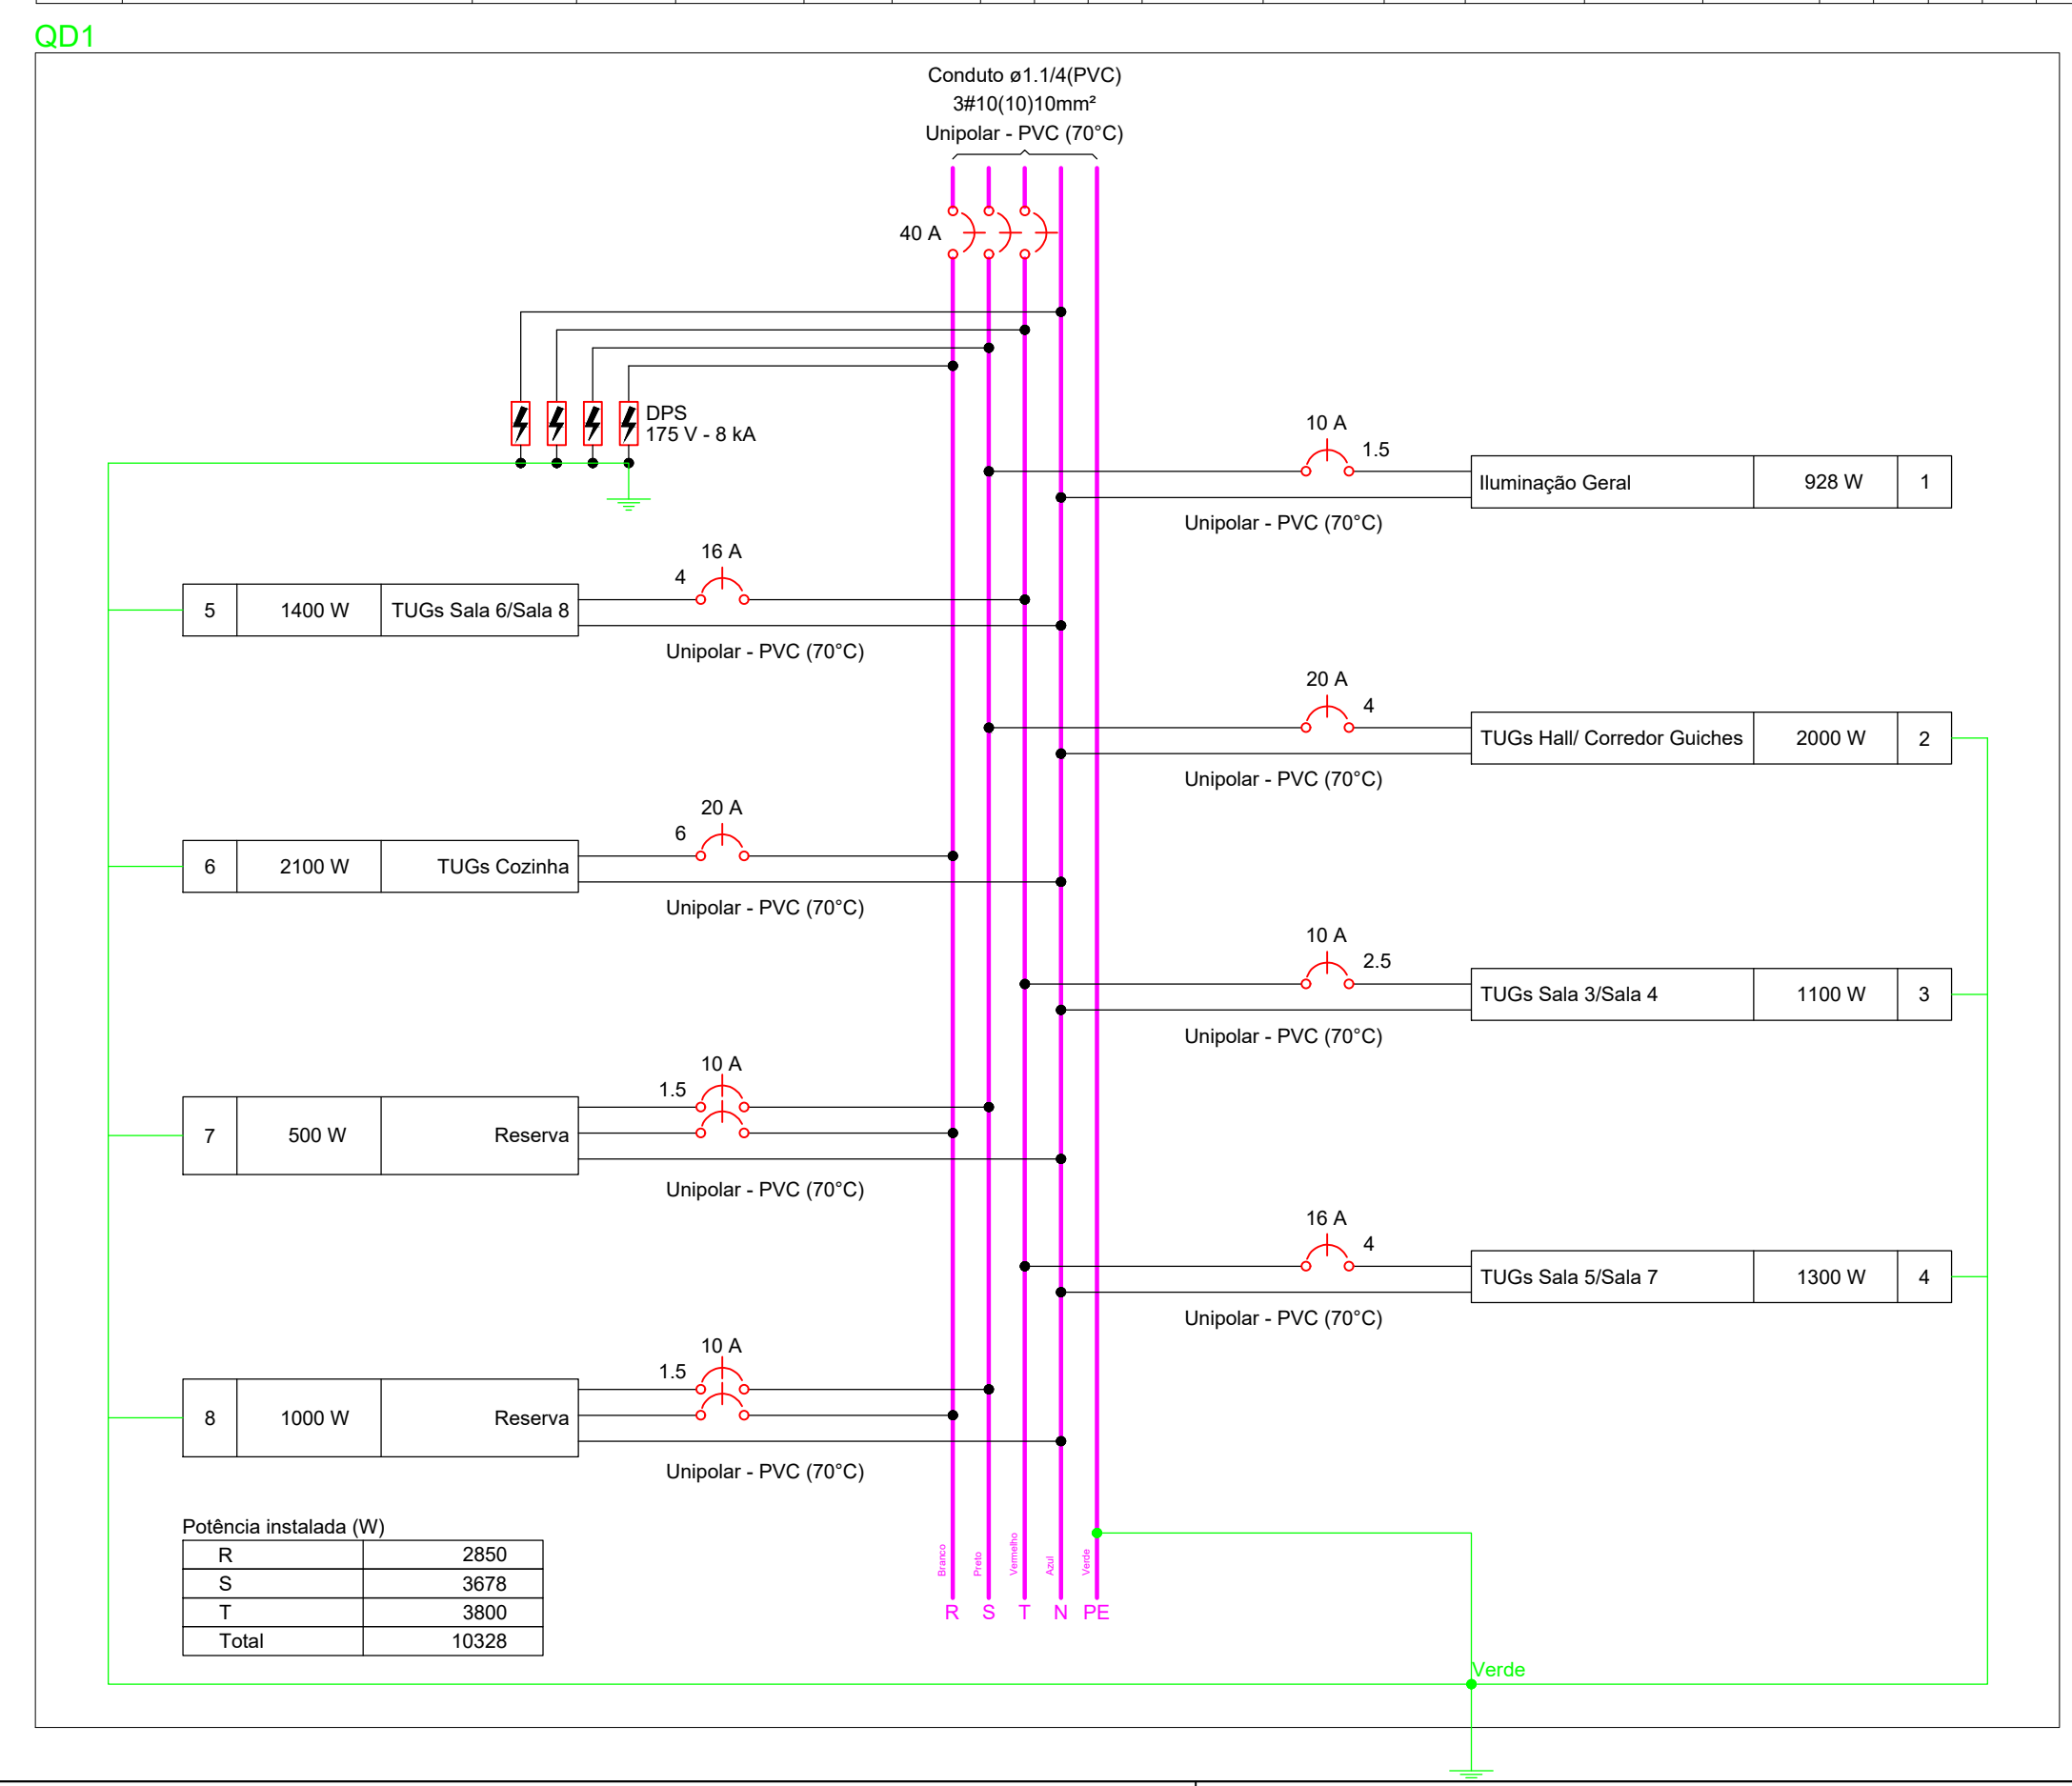 QD1
Conduto ø1.1/4(PVC)
3#10(10)10mm²
Unipolar - PVC (70°C)
40 A
DPS
175 V - 8 kA
10 A
1.5
Iluminação Geral 928 W 1
Unipolar - PVC (70°C)
16 A
4
5 1400 W TUGs Sala 6/Sala 8
Unipolar - PVC (70°C)
20 A
4
TUGs Hall/ Corredor Guiches 2000 W 2
Unipolar - PVC (70°C)
20 A
6
6 2100 W TUGs Cozinha
Unipolar - PVC (70°C)
10 A
2.5
TUGs Sala 3/Sala 4 1100 W 3
Unipolar - PVC (70°C)
10 A
1.5
7 500 W Reserva
Unipolar - PVC (70°C)
16 A
4
TUGs Sala 5/Sala 7 1300 W 4
Unipolar - PVC (70°C)
10 A
1.5
8 1000 W Reserva
Unipolar - PVC (70°C)
Potência instalada (W)
R 2850
S 3678
T 3800
Total 10328
Branco
Preto
Vermelho
Azul
Verde
R S T N PE
Verde